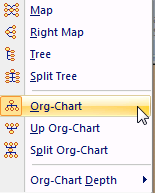 Map
Right Map
Tree
Split Tree
Org-Chart
Up Org-Chart
Split Org-Chart
Org-Chart Depth